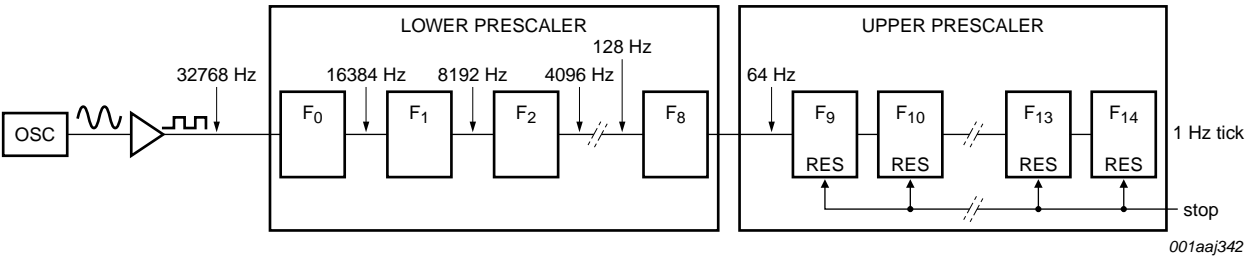 LOWER PRESCALER
UPPER PRESCALER
128 Hz
32768 Hz
16384 Hz
8192 Hz
4096 Hz
64 Hz
OSC
F0
F1
F2
F8
F9
F10
F13
F14
1 Hz tick
RES
RES
RES
RES
stop
001aaj342